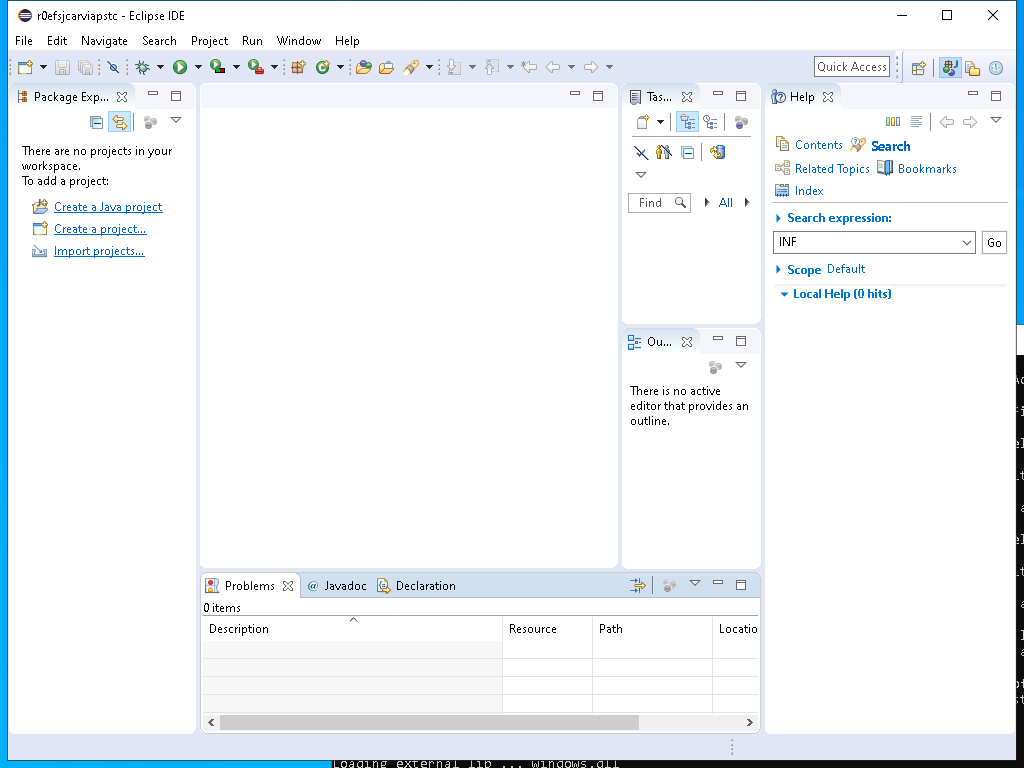 r0efsjcarviapstc - Eclipse IDE
File Edit Navigate Search Project Run Window Help
Quick Access
Package Exp...
There are no projects in your
workspace.
To add a project:
Create a Java project
Create a project...
Import projects...
Tas...
Find
All
Ou...
There is no active
editor that provides an
outline.
Help
Contents Search
Related Topics Bookmarks
Index
Search expression:
INF
Go
Scope Default
Local Help (0 hits)
Problems @ Javadoc Declaration
0 items
Description Resource Path Locatio
Loading external lib ... Windows.dll